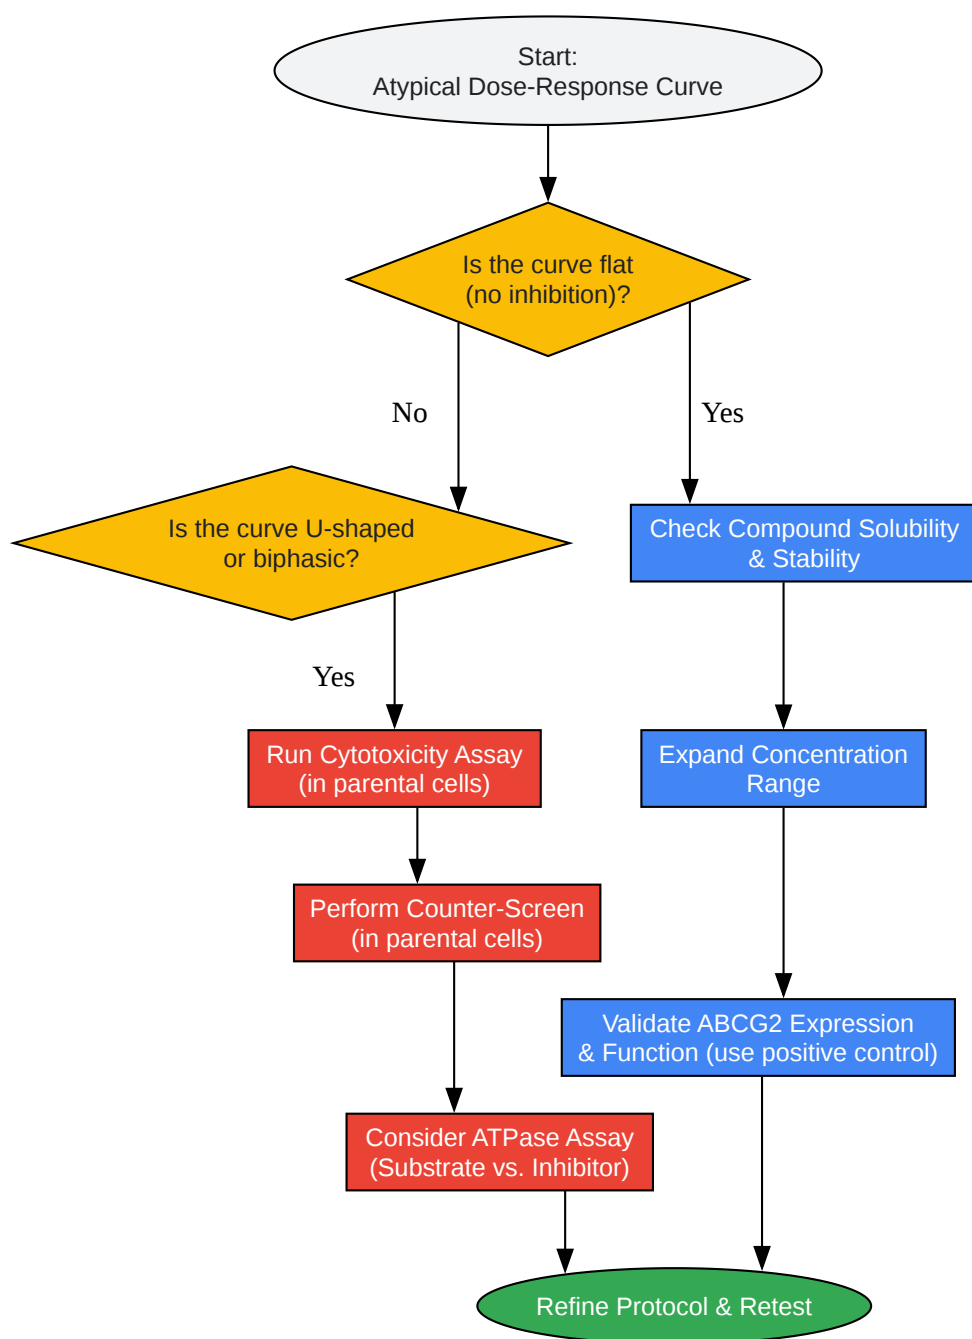 Start:
Atypical Dose-Response Curve
Is the curve flat
(no inhibition)?
No
Yes
Is the curve U-shaped
or biphasic?
Check Compound Solubility
& Stability
Yes
Run Cytotoxicity Assay
(in parental cells)
Expand Concentration
Range
Perform Counter-Screen
(in parental cells)
Validate ABCG2 Expression
& Function (use positive control)
Consider ATPase Assay
(Substrate vs. Inhibitor)
Refine Protocol & Retest